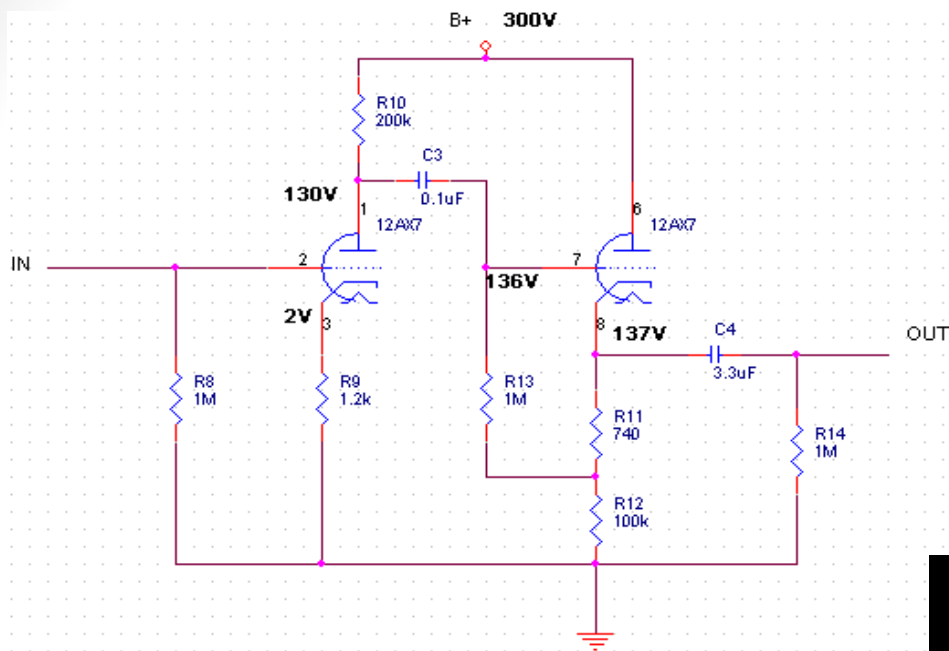 B+ 300V
R10
200k
C3
0.1uF
130V
1
12AX7
6
12AX7
IN
2
7
136V
2V
3
8
137V
C4
3.3uF
OUT
R8
1M
R9
1.2k
R13
1M
R11
740
R14
1M
R12
100k